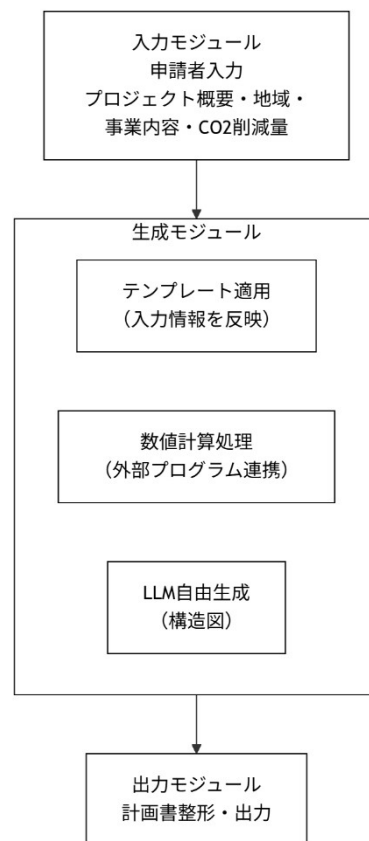 入力モジュール
申請者入力
プロジェクト概要・地域・
事業内容・CO2削減量
生成モジュール
テンプレート適用
（入力情報を反映）
数値計算処理
（外部プログラム連携）
LLM自由生成
（構造図）
出力モジュール
計画書整形・出力